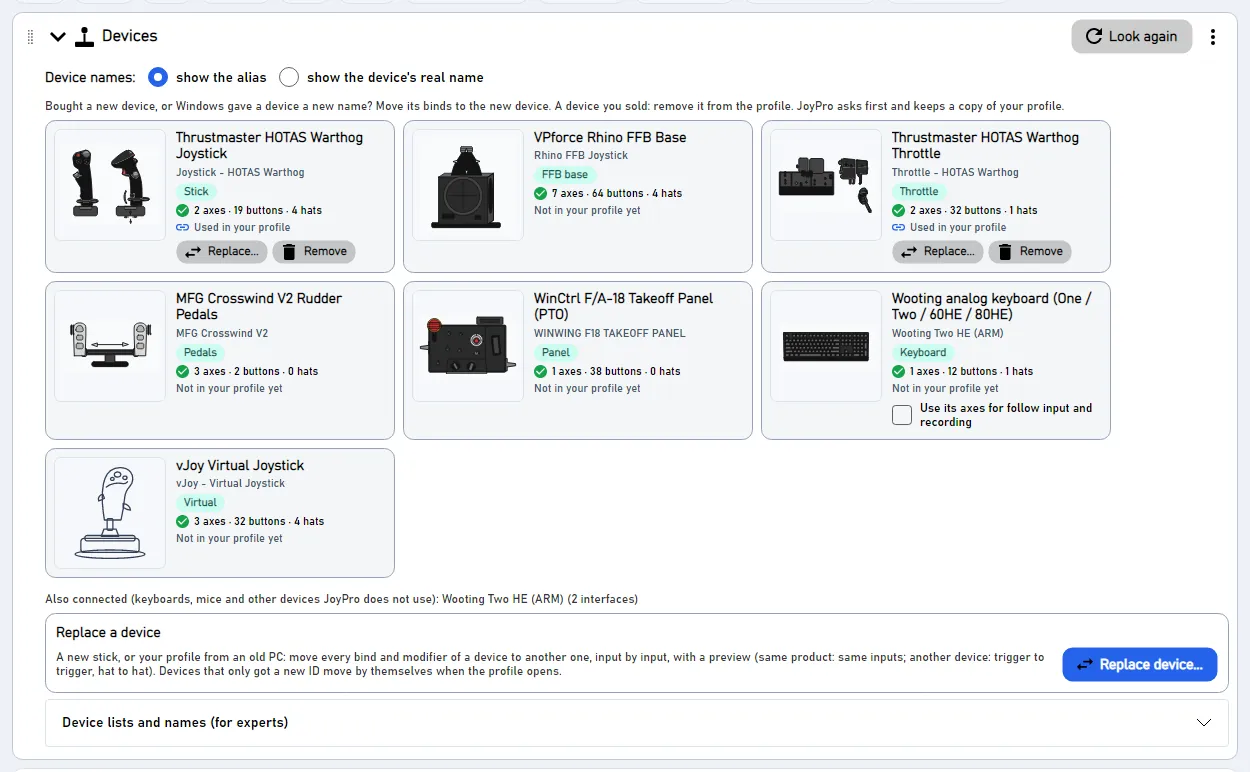 Devices
Look again
Device names:
show the alias
show the device's real name
Bought a new device, or Windows gave a device a new name? Move its binds to the new device. A device you sold: remove it from the profile. JoyPro asks first and keeps a copy of your profile.
Thrustmaster HOTAS Warthog
Joystick
Joystick - HOTAS Warthog
Stick
2 axes · 19 buttons · 4 hats
Used in your profile
Replace...
Remove
VPforce Rhino FFB Base
Rhino FFB Joystick
FFB base
7 axes · 64 buttons · 4 hats
Not in your profile yet
Thrustmaster HOTAS Warthog
Throttle
Throttle - HOTAS Warthog
Throttle
2 axes · 32 buttons · 1 hats
Used in your profile
Replace...
Remove
MFG Crosswind V2 Rudder
Pedals
MFG Crosswind V2
Pedals
3 axes · 2 buttons · 0 hats
Not in your profile yet
WinCtrl F/A-18 Takeoff Panel
(PTO)
WINWING F18 TAKEOFF PANEL
Panel
1 axes · 38 buttons · 0 hats
Not in your profile yet
Wooting analog keyboard (One /
Two / 60HE / 80HE)
Wooting Two HE (ARM)
Keyboard
1 axes · 12 buttons · 1 hats
Not in your profile yet
Use its axes for follow input and
recording
vJoy Virtual Joystick
vJoy - Virtual Joystick
Virtual
3 axes · 32 buttons · 4 hats
Not in your profile yet
Also connected (keyboards, mice and other devices JoyPro does not use): Wooting Two HE (ARM) (2 interfaces)
Replace a device
A new stick, or your profile from an old PC: move every bind and modifier of a device to another one, input by input, with a preview (same product: same inputs; another device: trigger to
trigger, hat to hat). Devices that only got a new ID move by themselves when the profile opens.
Replace device...
Device lists and names (for experts)